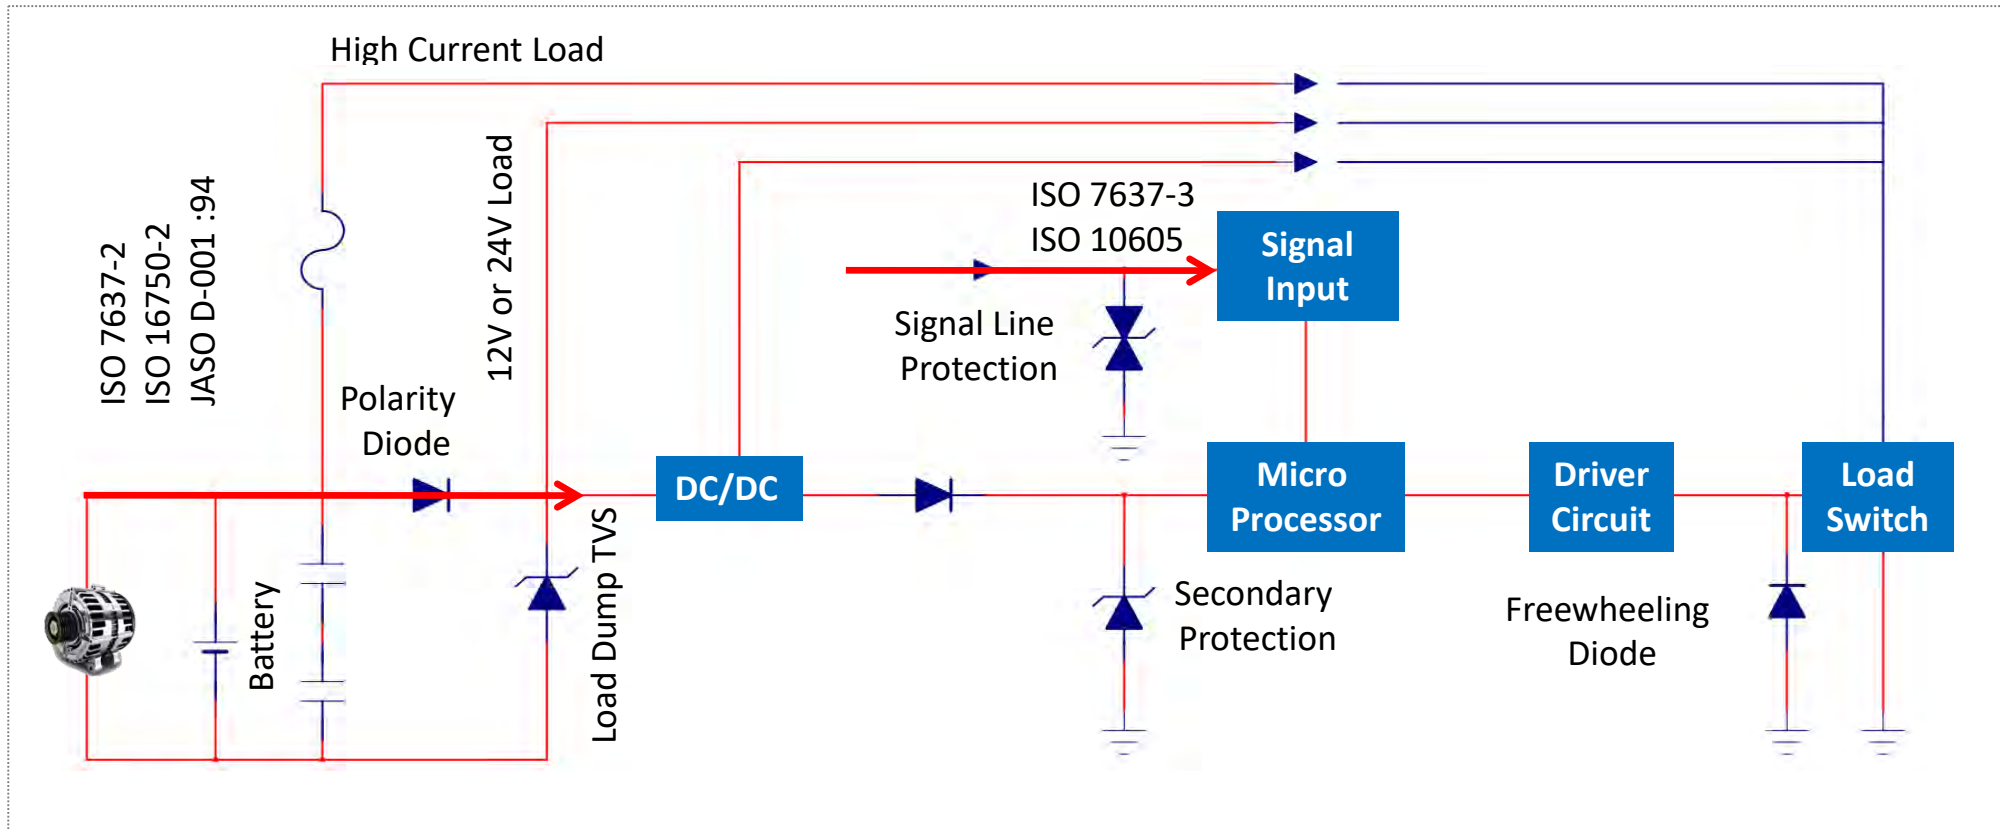 High Current Load
ISO 7637-2
ISO 16750-2
JASO D-001 :94
12V or 24V Load
ISO 7637-3
ISO 10605
Signal
Input
Signal Line
Protection
Polarity
Diode
DC/DC
Micro
Processor
Driver
Circuit
Load
Switch
Battery
Load Dump TVS
Secondary
Protection
Freewheeling
Diode